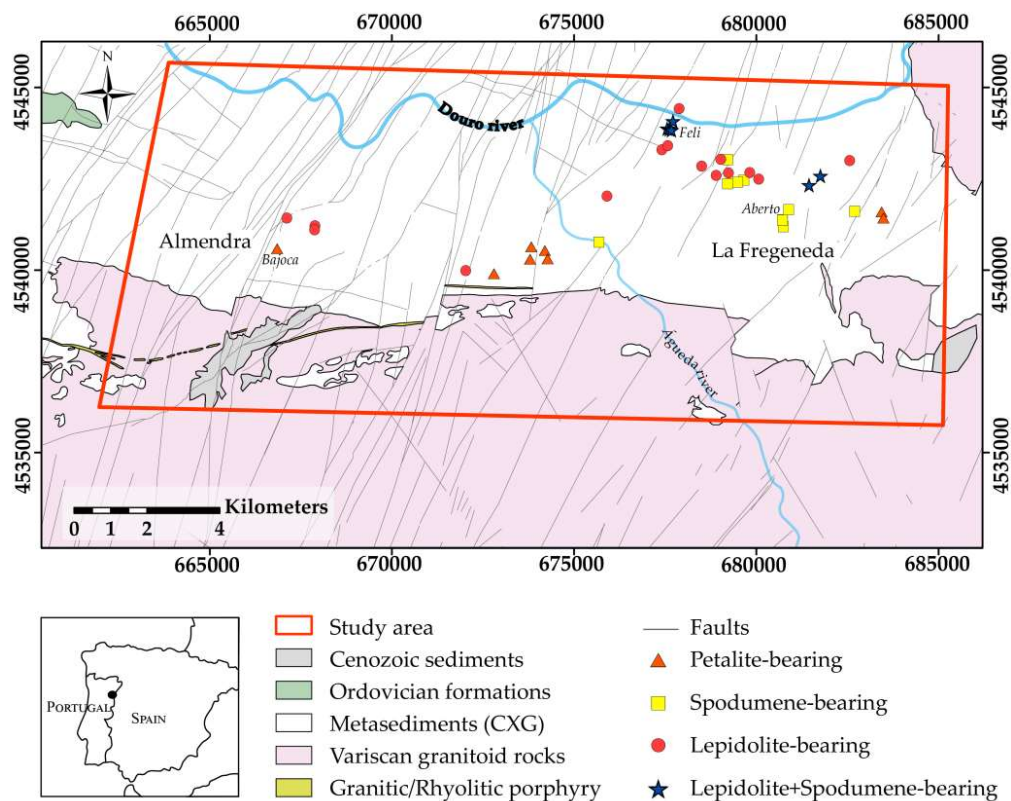 665000 670000 675000 680000 685000
N
4545000 4545000
Douro river
Feli
Aberto
Almendra
Bajoca
La Fregeneda
4540000 4540000
Águeda river
4535000 4535000
Kilometers
0 1 2 4
665000 670000 675000 680000 685000
PORTUGAL
SPAIN
Study area
Cenozoic sediments
Ordovician formations
Metasediments (CXG)
Variscan granitoid rocks
Granitic/Rhyolitic porphyry
Faults
Petalite-bearing
Spodumene-bearing
Lepidolite-bearing
Lepidolite+Spodumene-bearing